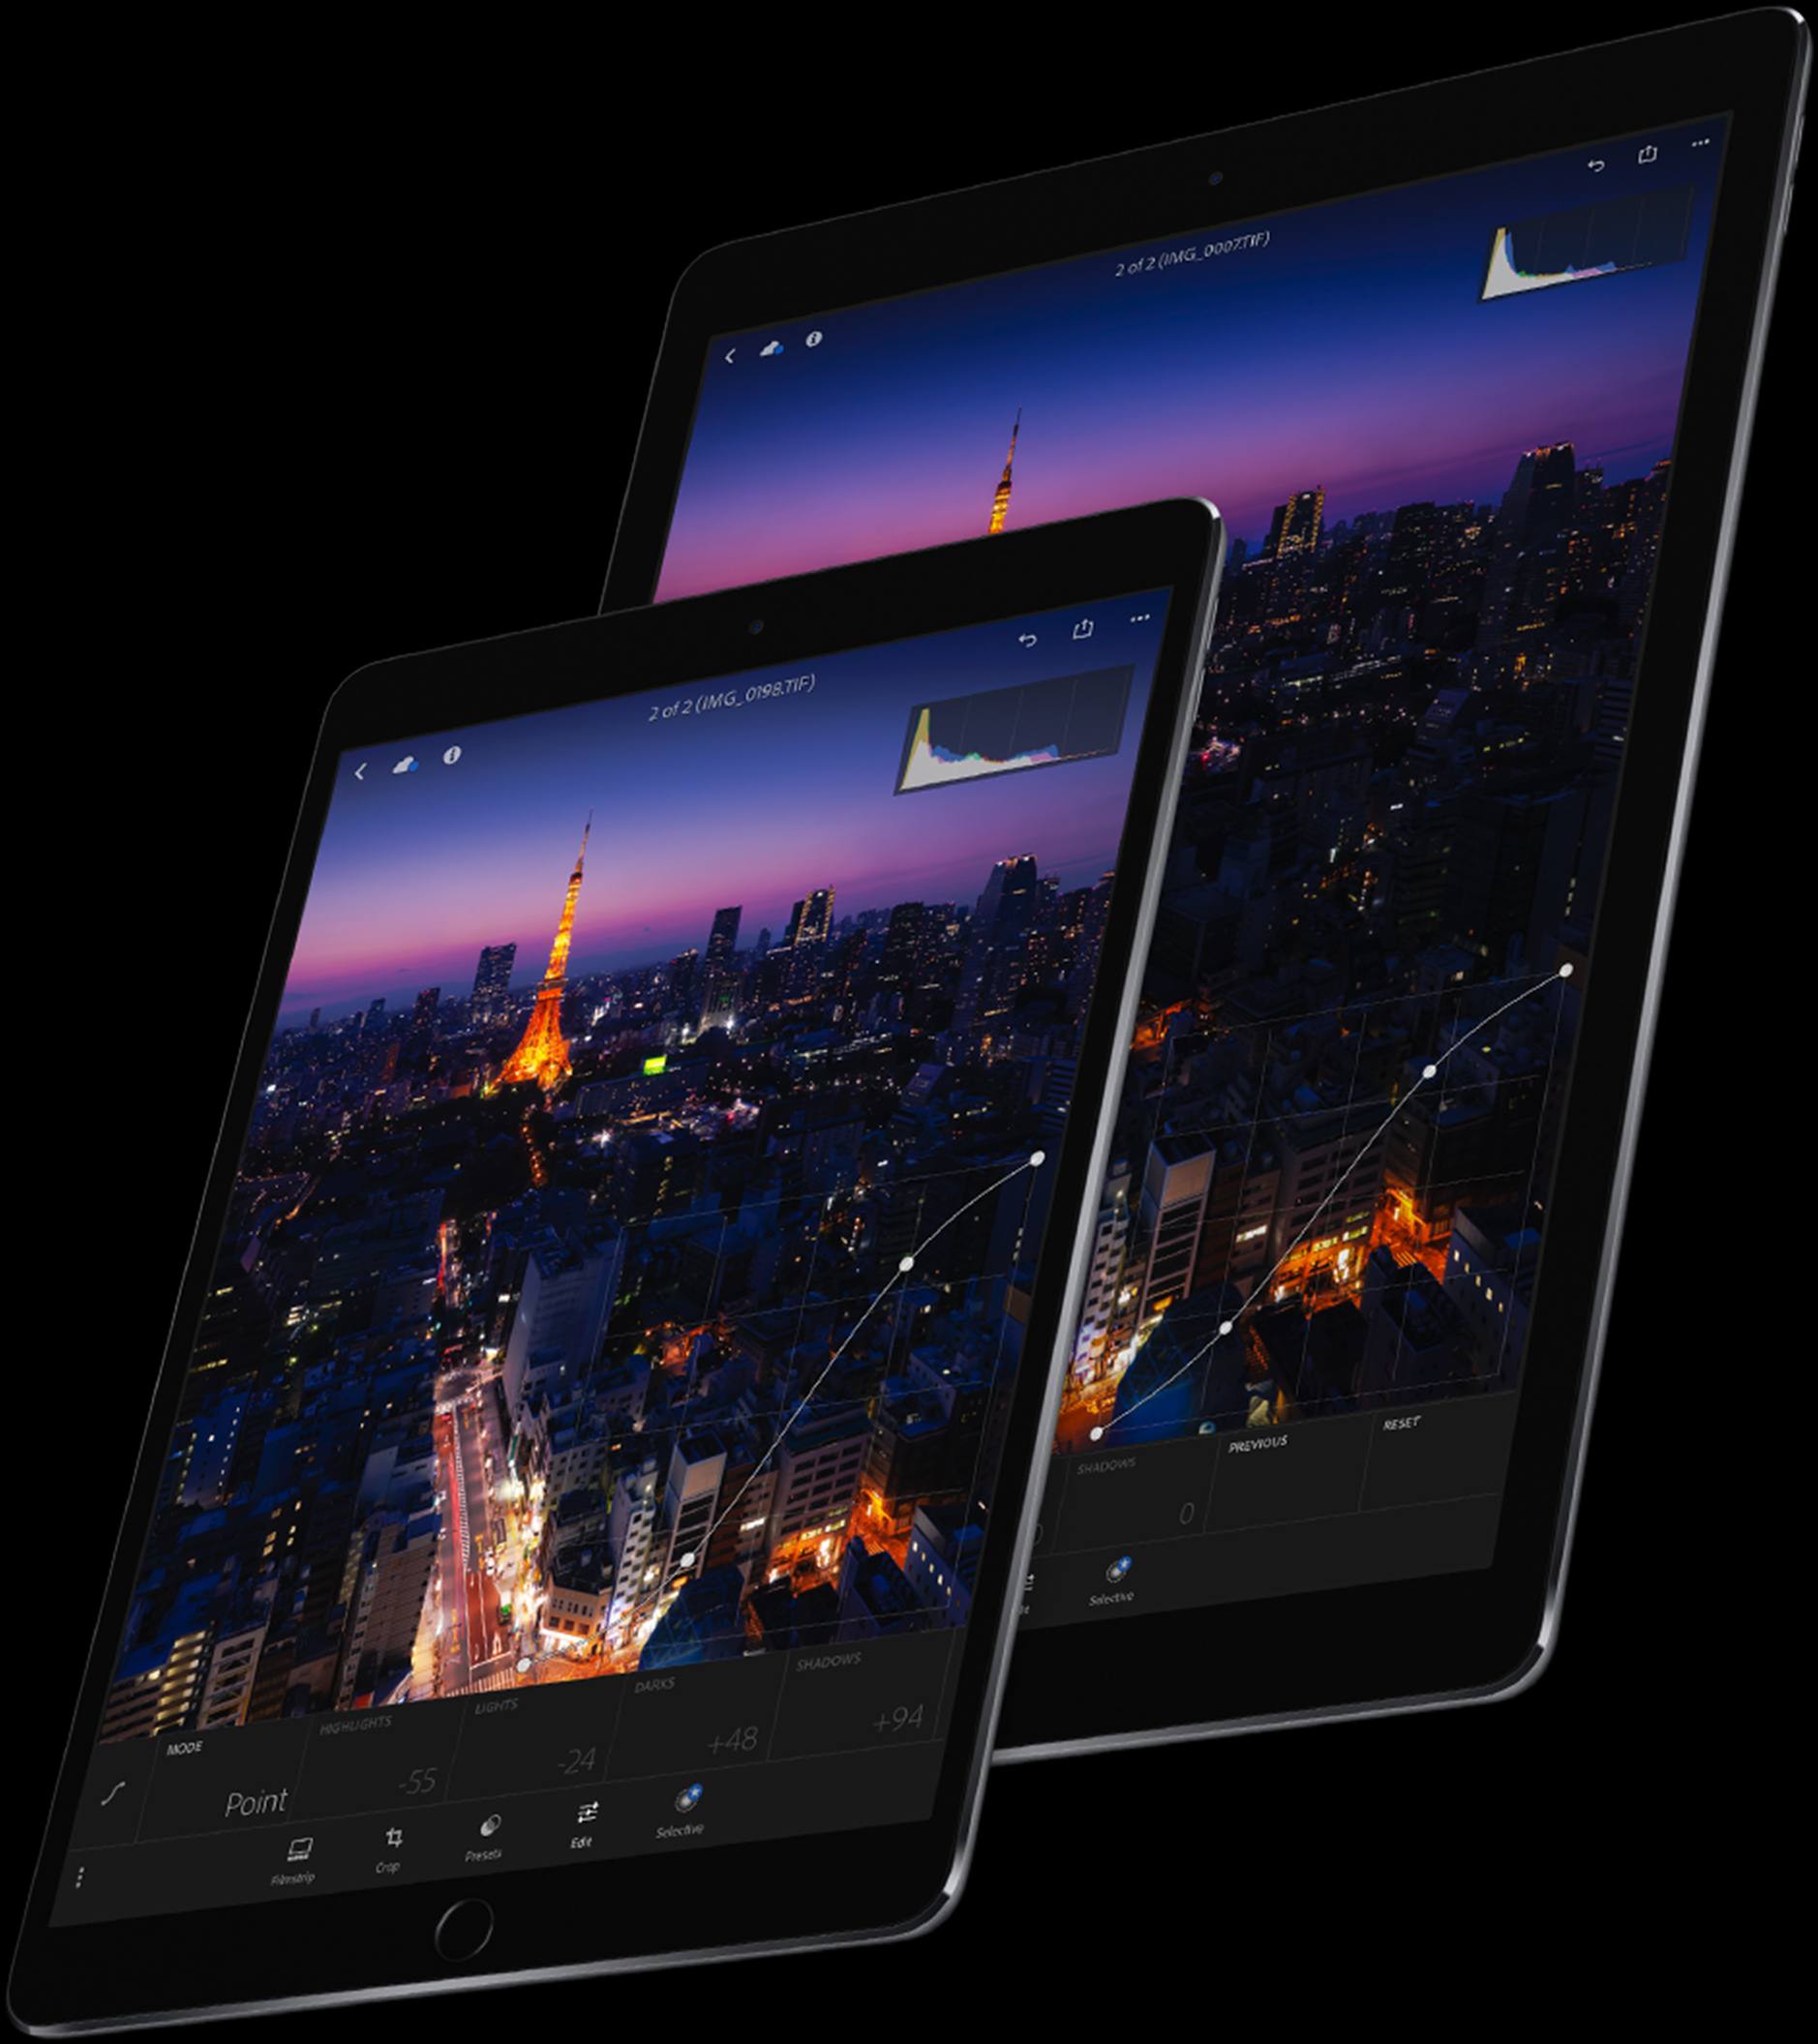 2 of 2 (IMG_0007.TIF)
SHADOWS
PREVIOUS
RESET
0
Selective
2 of 2 (IMG_0198.TIF)
MODE
HIGHLIGHTS
LIGHTS
DARKS
SHADOWS
Point
-55
-24
+48
+94
Filmstrip
Crop
Presets
Edit
Selective